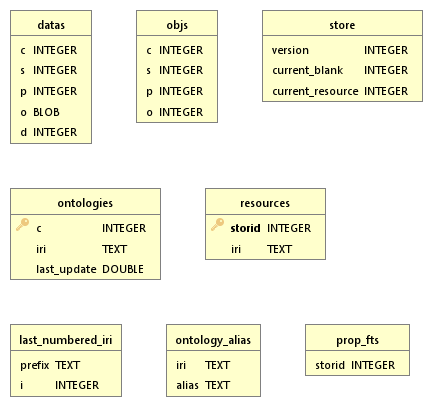 datas
c INTEGER
s INTEGER
p INTEGER
o BLOB
d INTEGER
objs
c INTEGER
s INTEGER
p INTEGER
o INTEGER
store
version INTEGER
current_blank INTEGER
current_resource INTEGER
ontologies
c INTEGER
iri TEXT
last_update DOUBLE
resources
storid INTEGER
iri TEXT
last_numbered_iri
prefix TEXT
i INTEGER
ontology_alias
iri TEXT
alias TEXT
prop_fts
storid INTEGER